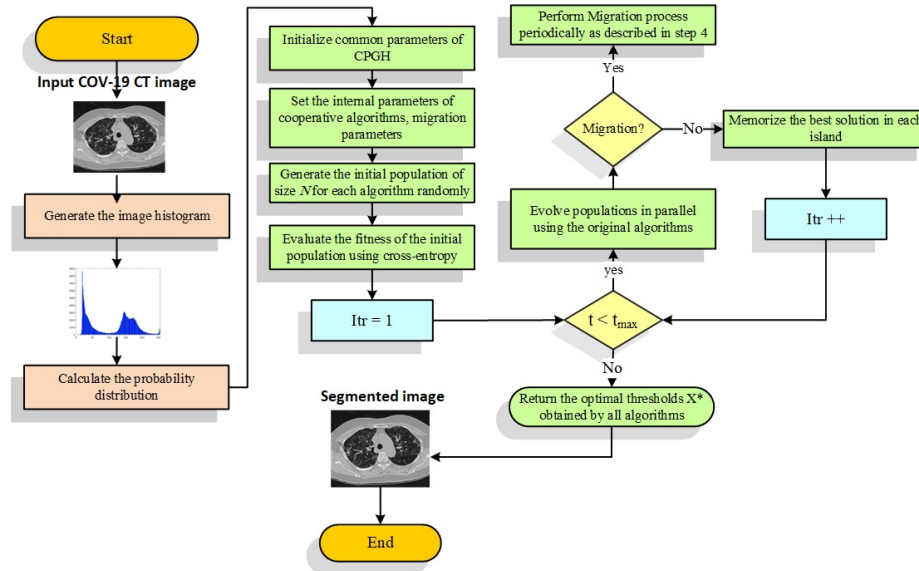 Start
Input COV-19 CT image
Generate the image histogram
Calculate the probability
distribution
Initialize common parameters of
CPGH
Set the internal parameters of
cooperative algorithms, migration
parameters
Generate the initial population of
size N for each algorithm randomly
Evaluate the fitness of the initial
population using cross-entropy
Itr = 1
Perform Migration process
periodically as described in step 4
Yes
Migration?
No
Memorize the best solution in each
island
Evolve populations in parallel
using the original algorithms
Itr ++
yes
t < tmax
No
Return the optimal thresholds X*
obtained by all algorithms
Segmented image
End